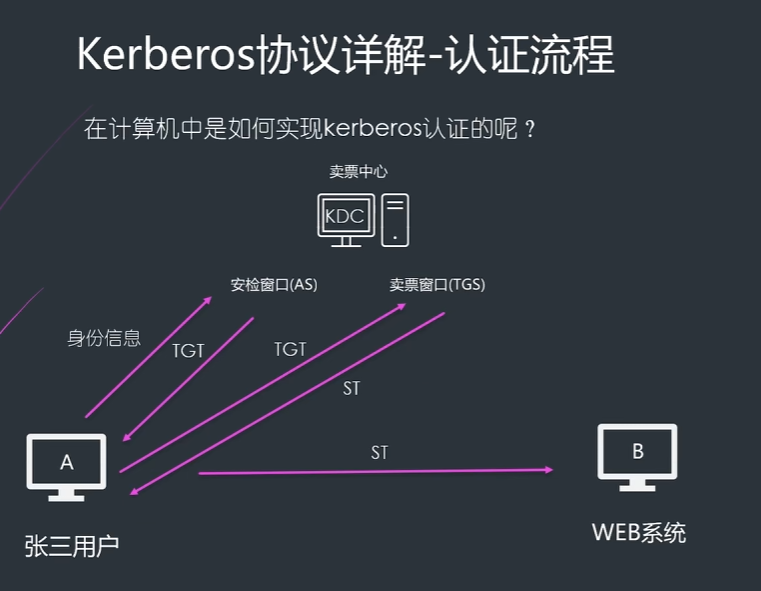 Kerberos协议详解-认证流程
在计算机中是如何实现kerberos认证的呢？
卖票中心
KDC
安检窗口(AS)
卖票窗口(TGS)
身份信息
TGT
TGT
ST
ST
A
B
张三用户
WEB系统